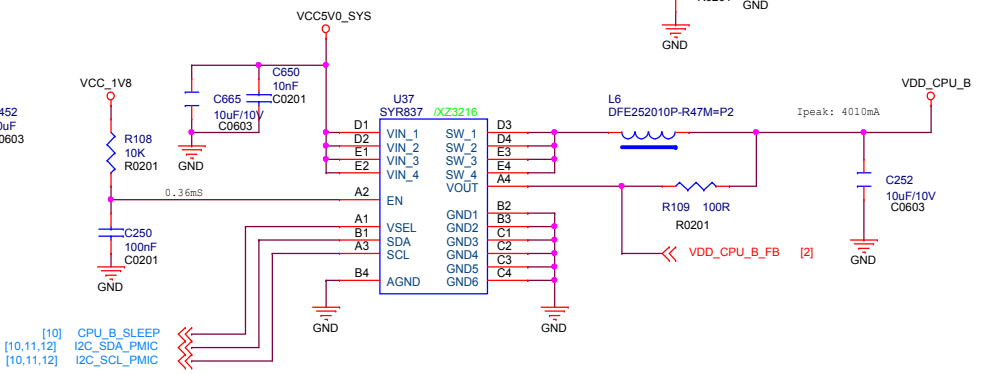 GND
GND
VCC5V0_SYS
VCC_1V8
VDD_CPU_B
C650
10nF
C0201
C665
10uF/10V
C0603
GND
U37
SYR837 /XZ3216
L6
DFE252010P-R47M=P2
Ipeak: 4010mA
452
0uF
0603
R108
10K
R0201
D1 VIN_1 SW_1 D3
D2 VIN_2 SW_2 D4
E1 VIN_3 SW_3 E3
E2 VIN_4 SW_4 E4
VOUT A4
0.36mS
A2 EN
C252
10uF/10V
C0603
R109 100R
R0201
GND1 B2
A1 VSEL GND2 B3
B1 SDA GND3 C1
A3 SCL GND4 C2
GND5 C3
B4 AGND GND6 C4
C250
100nF
C0201
GND
VDD_CPU_B_FB [2]
GND
GND
GND
[10] CPU_B_SLEEP
[10,11,12] I2C_SDA_PMIC
[10,11,12] I2C_SCL_PMIC